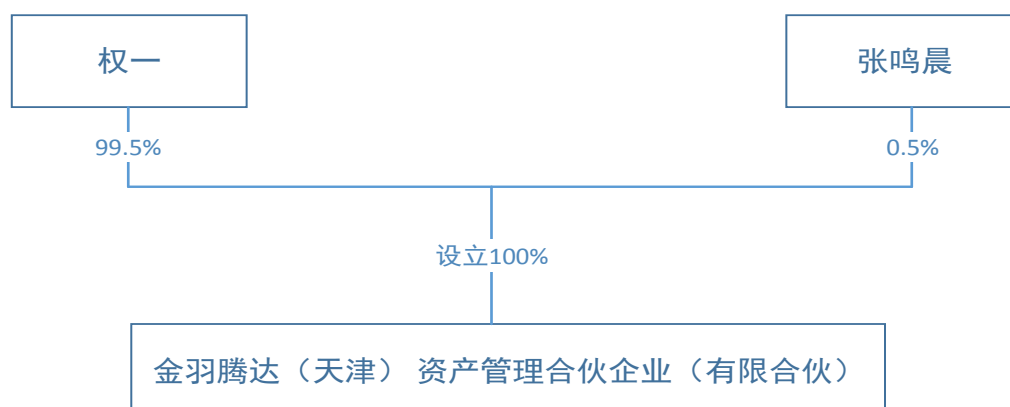 权一
张鸣晨
99.5%
0.5%
设立100%
金羽腾达（天津） 资产管理合伙企业（有限合伙）